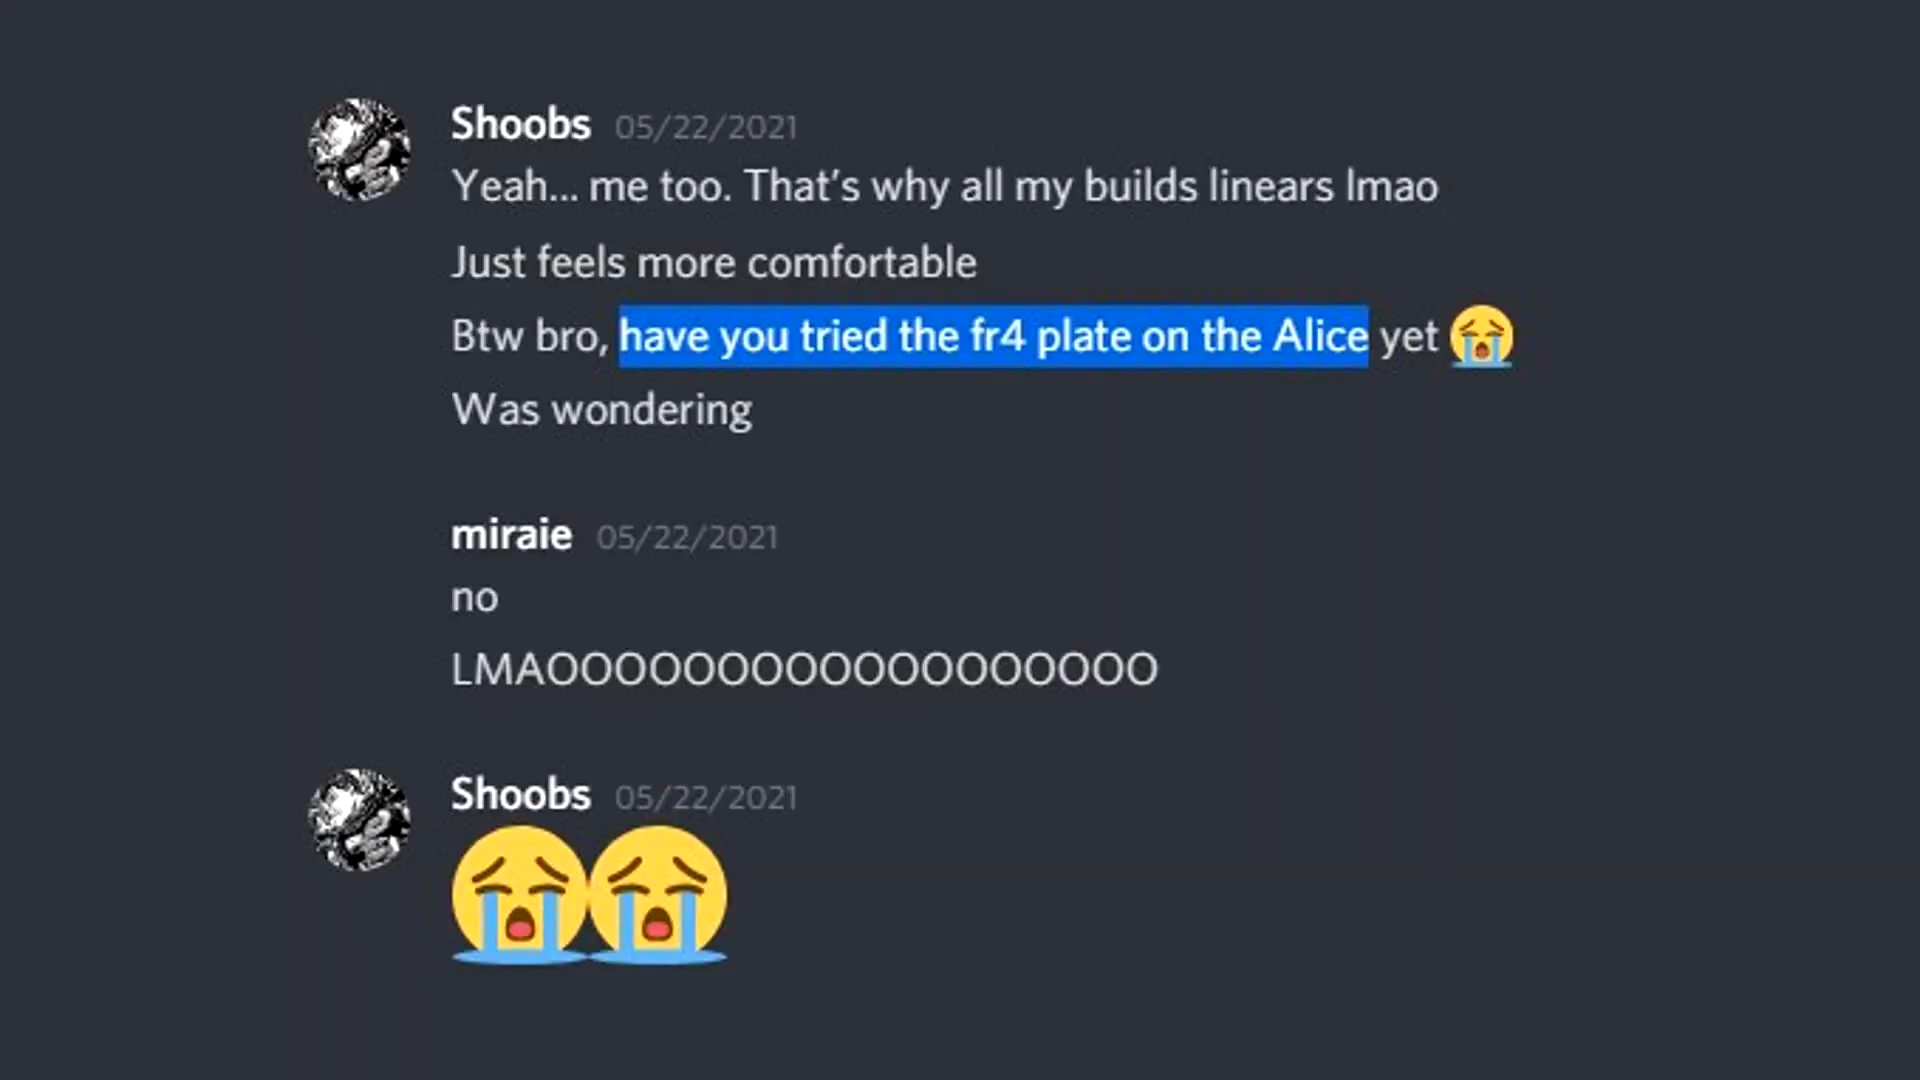 Shoobs 05/22/2021
Yeah... me too. That's why all my builds linears lmao
Just feels more comfortable
Btw bro, have you tried the fr4 plate on the Alice yet 😭
Was wondering
miraie 05/22/2021
no
LMAOOOOOOOOOOOOOOOOOO
Shoobs 05/22/2021
😭😭